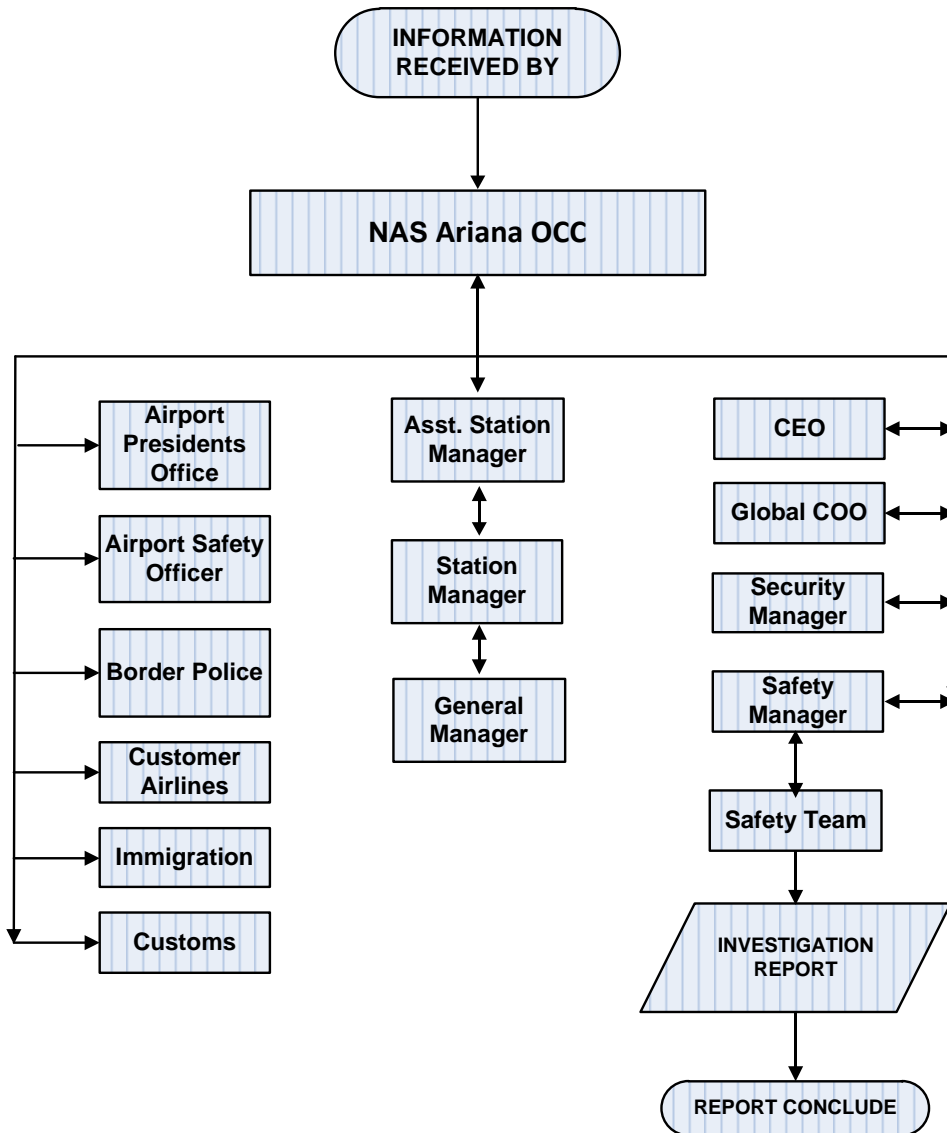 INFORMATION
RECEIVED BY
NAS Ariana OCC
Airport
Presidents
Office
Airport Safety
Officer
Border Police
Customer
Airlines
Immigration
Customs
Asst. Station
Manager
Station
Manager
General
Manager
CEO
Global COO
Security
Manager
Safety
Manager
Safety Team
INVESTIGATION
REPORT
REPORT CONCLUDE